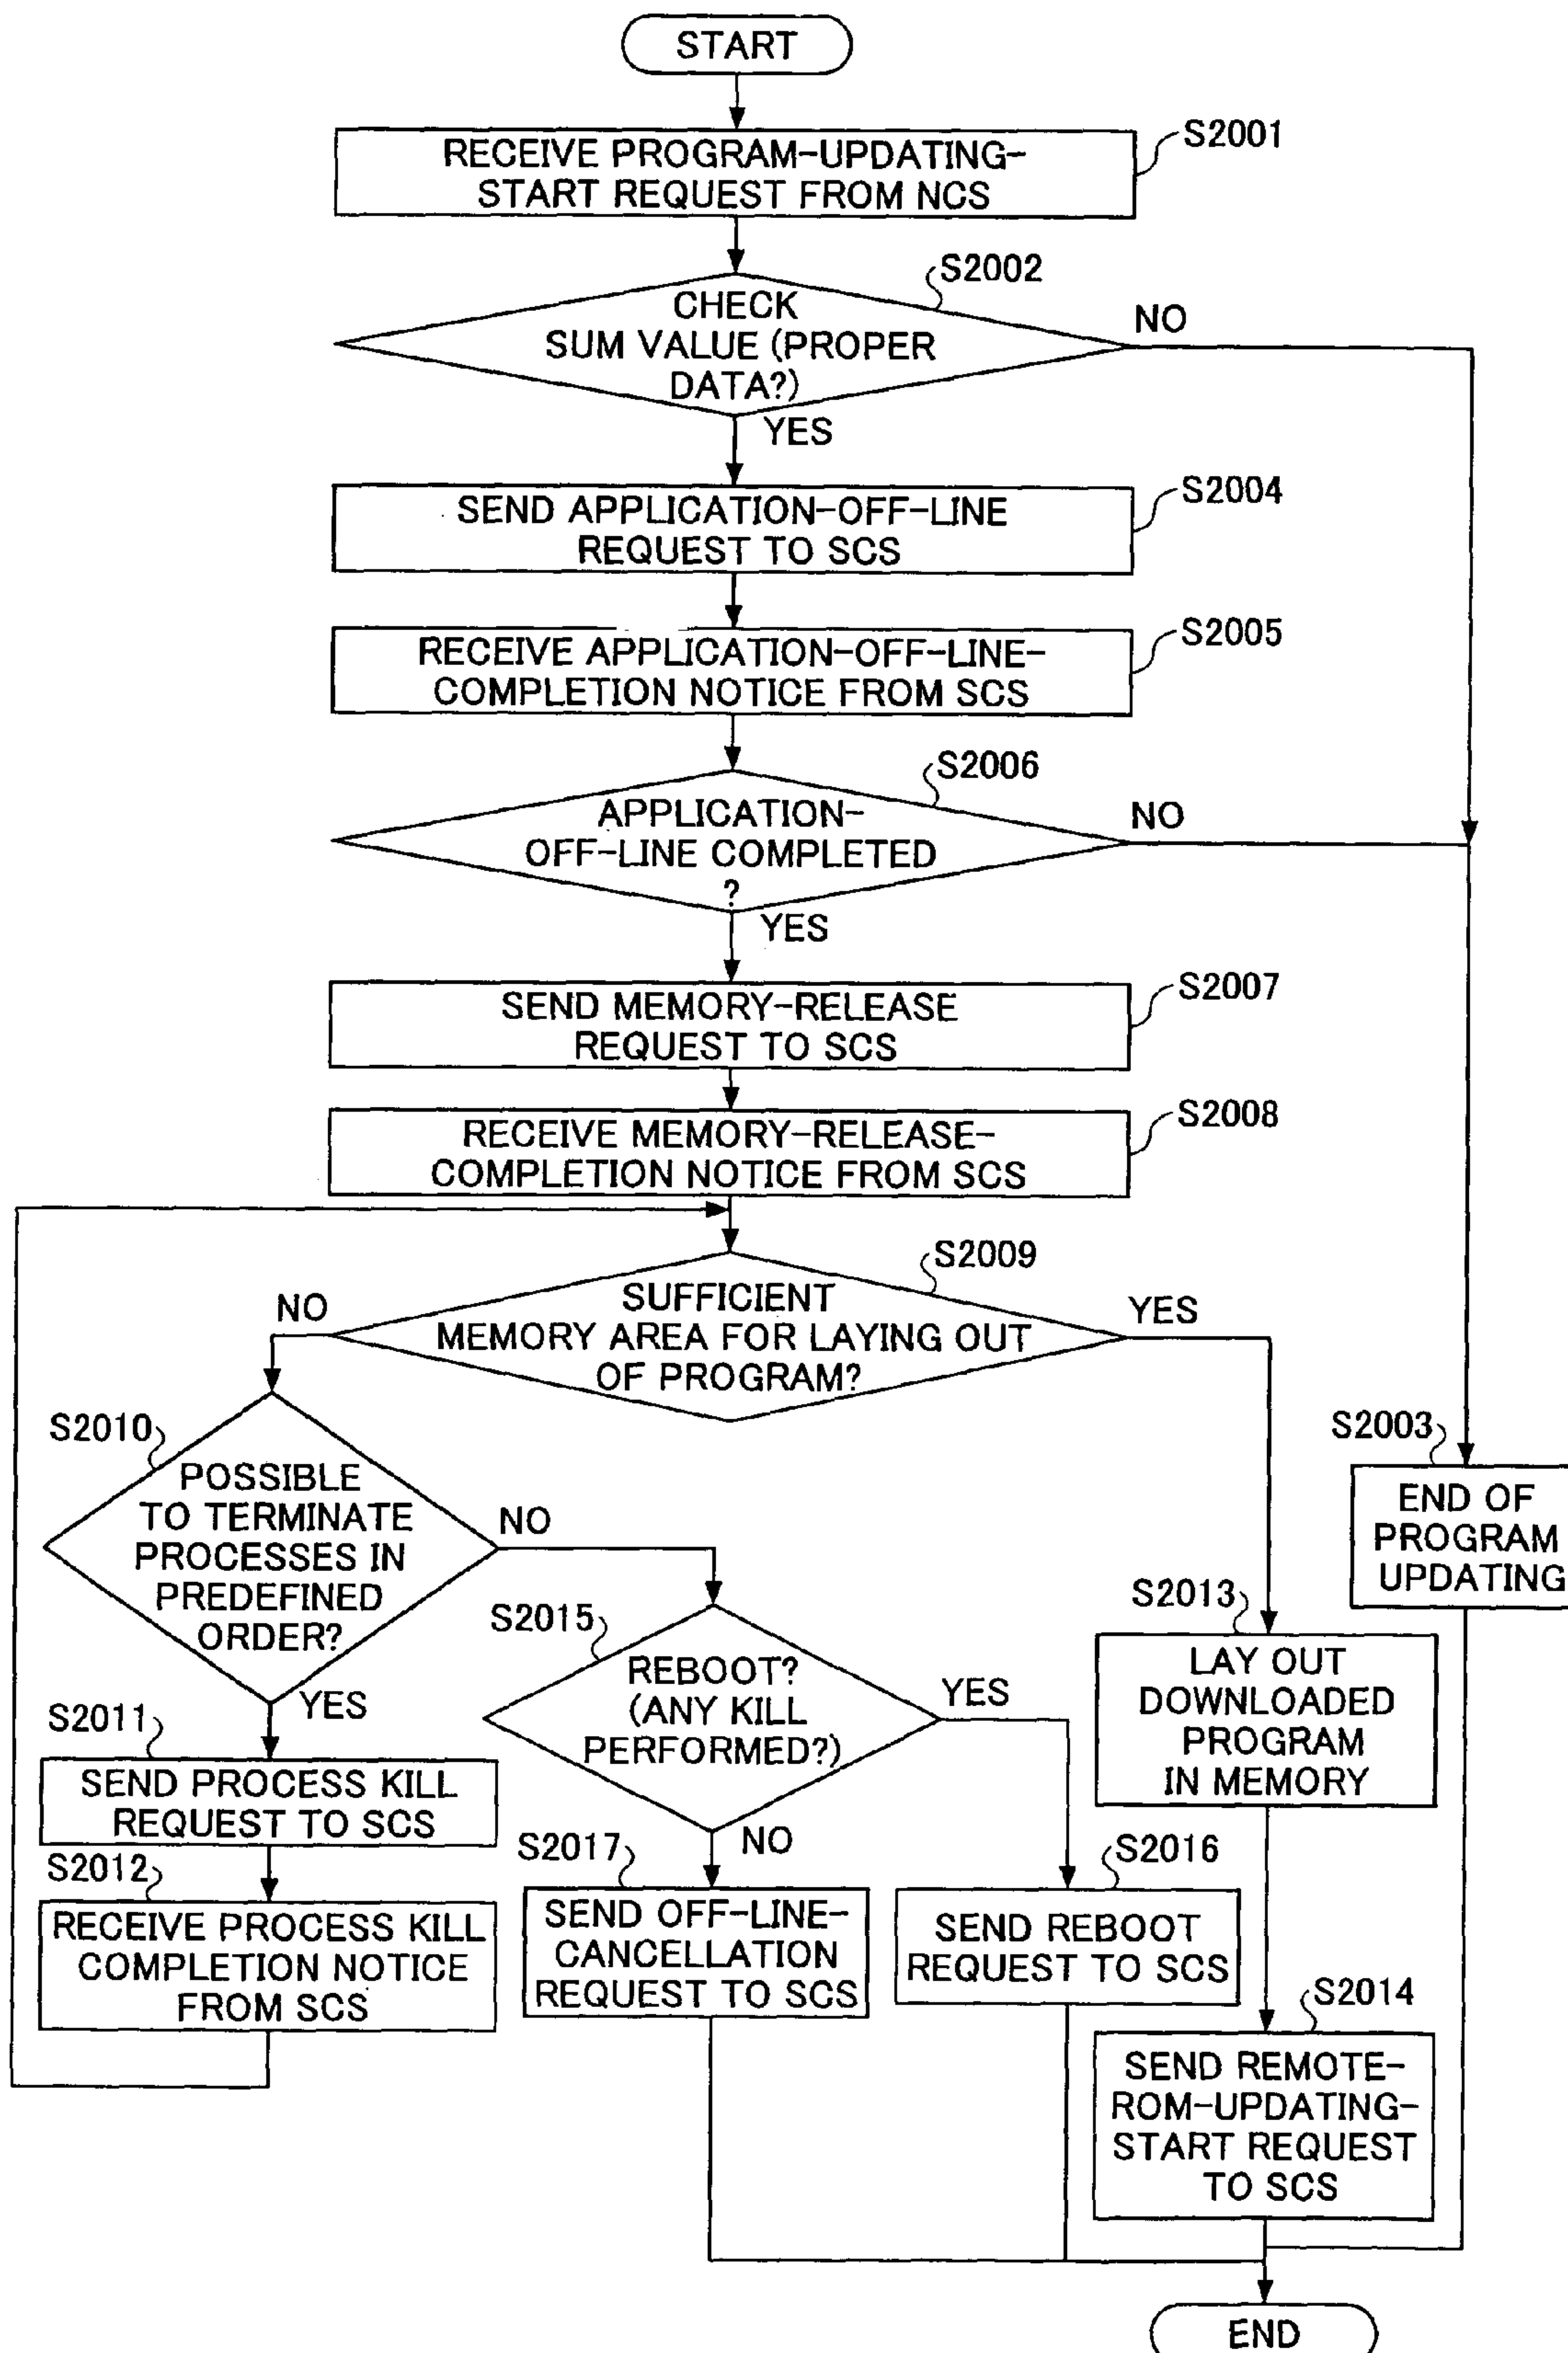 START
S2001
RECEIVE PROGRAM-UPDATING-
START REQUEST FROM NCS
S2002
CHECK
SUM VALUE (PROPER
DATA?)
NO
YES
S2004
SEND APPLICATION-OFF-LINE
REQUEST TO SCS
S2005
RECEIVE APPLICATION-OFF-LINE-
COMPLETION NOTICE FROM SCS
S2006
APPLICATION-
OFF-LINE COMPLETED
?
NO
YES
S2007
SEND MEMORY-RELEASE
REQUEST TO SCS
S2008
RECEIVE MEMORY-RELEASE-
COMPLETION NOTICE FROM SCS
S2009
SUFFICIENT
MEMORY AREA FOR LAYING OUT
OF PROGRAM?
NO
YES
S2010
POSSIBLE
TO TERMINATE
PROCESSES IN
PREDEFINED
ORDER?
NO
YES
S2003
END OF
PROGRAM
UPDATING
S2015
REBOOT?
(ANY KILL
PERFORMED?)
YES
NO
S2013
LAY OUT
DOWNLOADED
PROGRAM
IN MEMORY
S2011
SEND PROCESS KILL
REQUEST TO SCS
S2012
RECEIVE PROCESS KILL
COMPLETION NOTICE
FROM SCS
S2017
SEND OFF-LINE-
CANCELLATION
REQUEST TO SCS
S2016
SEND REBOOT
REQUEST TO SCS
S2014
SEND REMOTE-
ROM-UPDATING-
START REQUEST
TO SCS
END